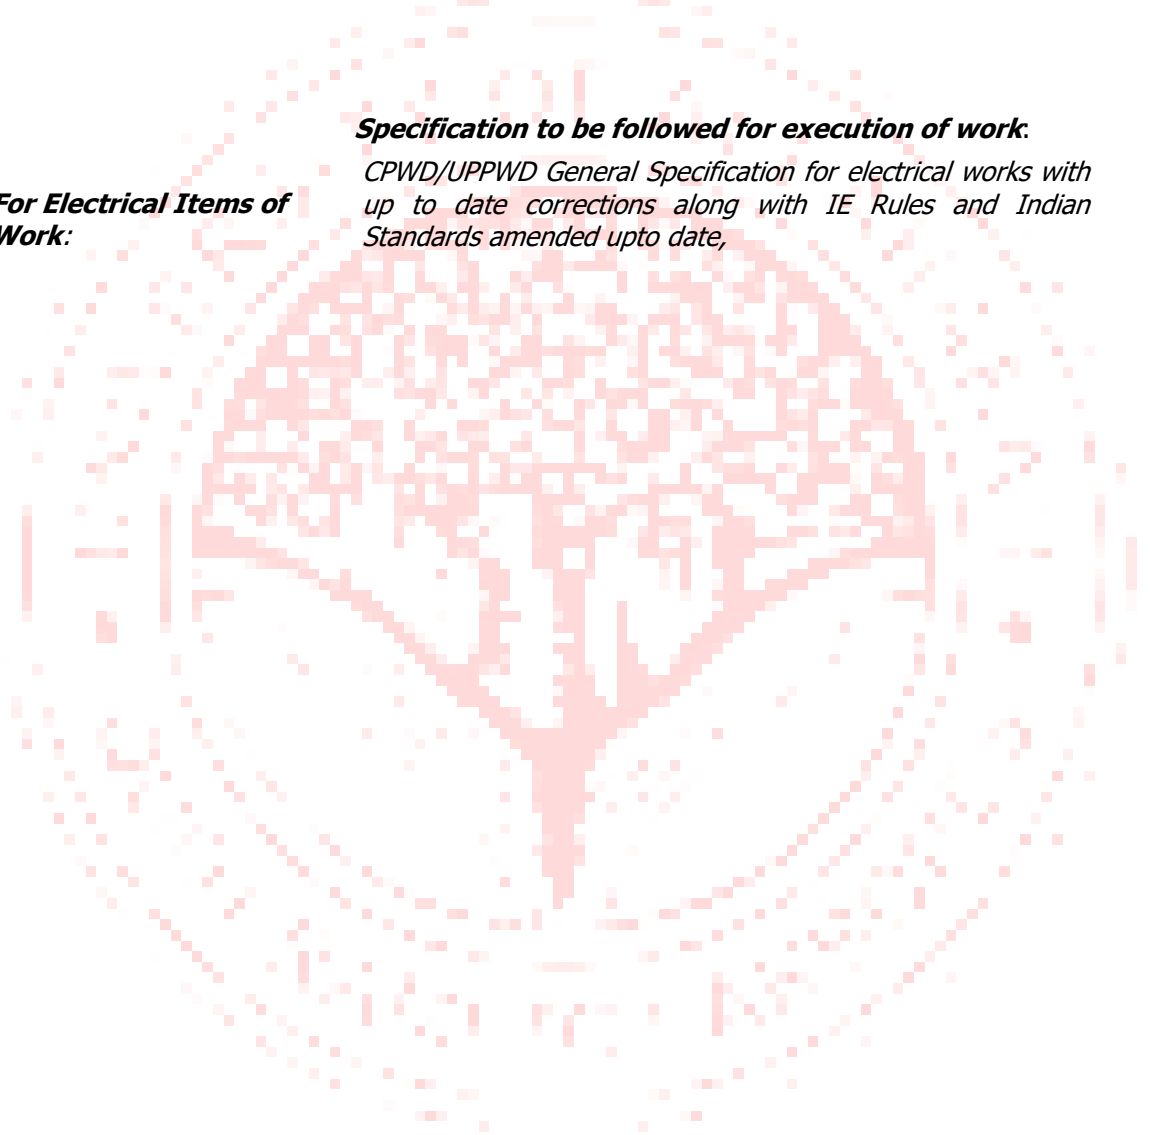 Specification to be followed for execution of work:
For Electrical Items of
Work:
CPWD/UPPWD General Specification for electrical works with
up to date corrections along with IE Rules and Indian
Standards amended upto date,